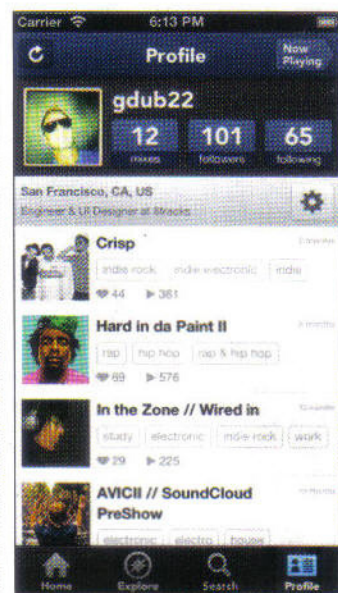 Carrier 6:13 PM
Profile
Now
Playing
gdub22
12 101 65
mixes followers following
San Francisco, CA, US
Engineer & UI Designer at 8tracks
Crisp
indie rock indie electronic indie
44 361
Hard in da Paint II
rap hip hop rap & hip hop
69 576
In the Zone // Wired in
study electronic indie rock work
29 225
AVICII // SoundCloud
PreShow
electronic electro house
Home Explore Search Profile